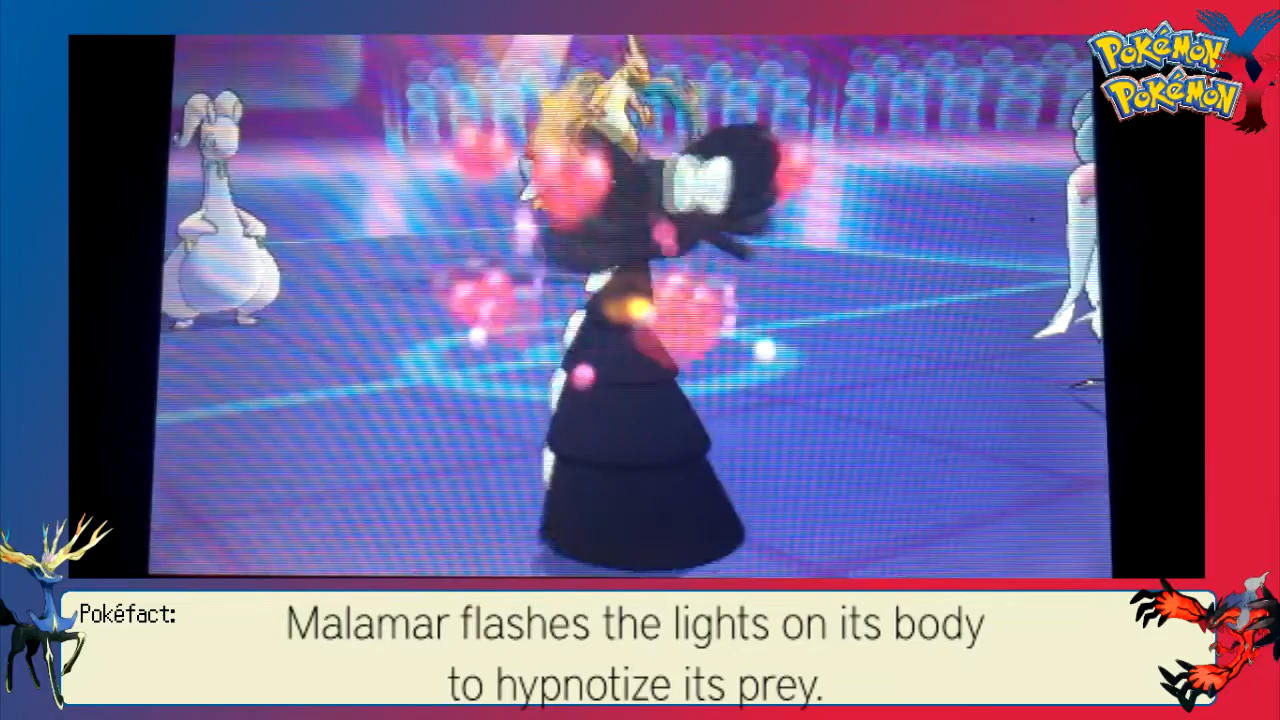 POKÉMON
POKÉMON
Pokéfact:
Malamar flashes the lights on its body
to hypnotize its prey.